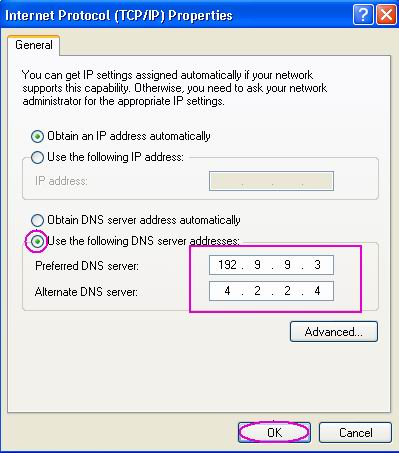 Internet Protocol (TCP/IP) Properties
General
You can get IP settings assigned automatically if your network
supports this capability. Otherwise, you need to ask your network
administrator for the appropriate IP settings.
Obtain an IP address automatically
Use the following IP address:
IP address:
. . .
Obtain DNS server address automatically
Use the following DNS server addresses:
Preferred DNS server: 192 . 9 . 9 . 3
Alternate DNS server: 4 . 2 . 2 . 4
Advanced...
OK Cancel